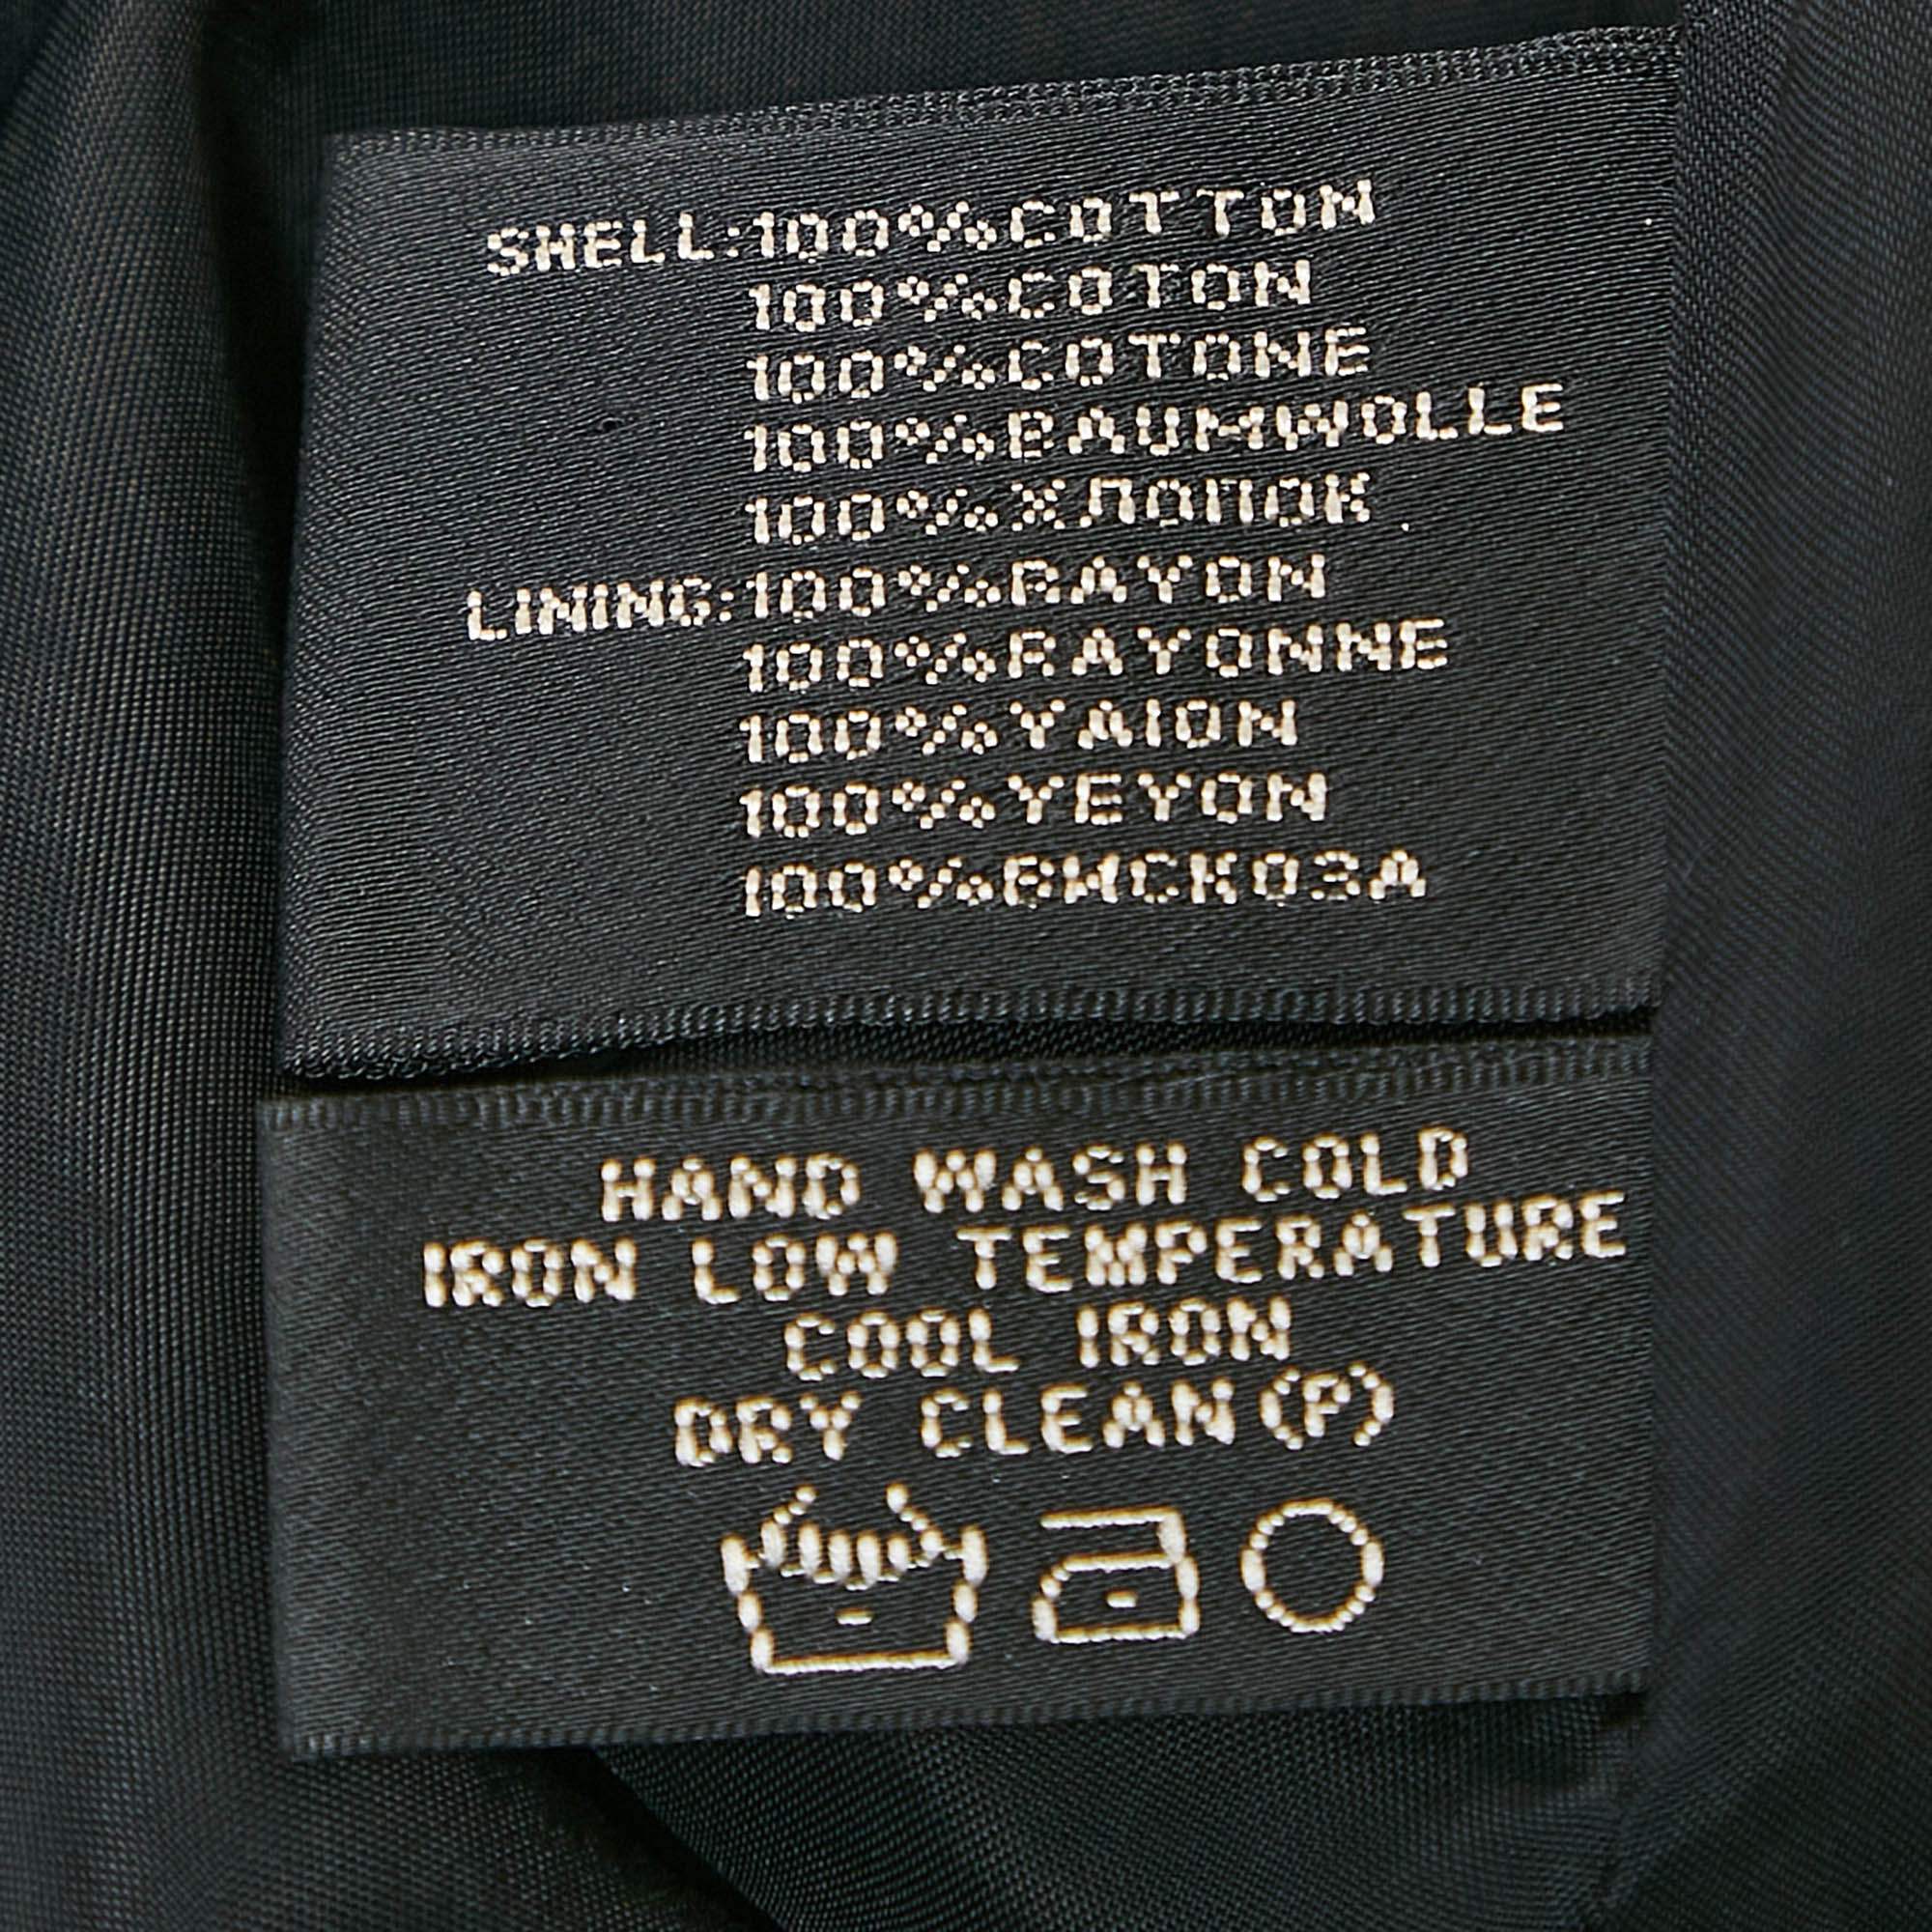 SHELL:100%COTTON
100%COTON
100%COTONE
100%BAUMWOLLE
100%ХЛОПОК
LINING:100%RAYON
100%RAYONNE
100%YAION
100%YEYON
100%ВИСКОЗА
HAND WASH COLD
IRON LOW TEMPERATURE
COOL IRON
DRY CLEAN(P)